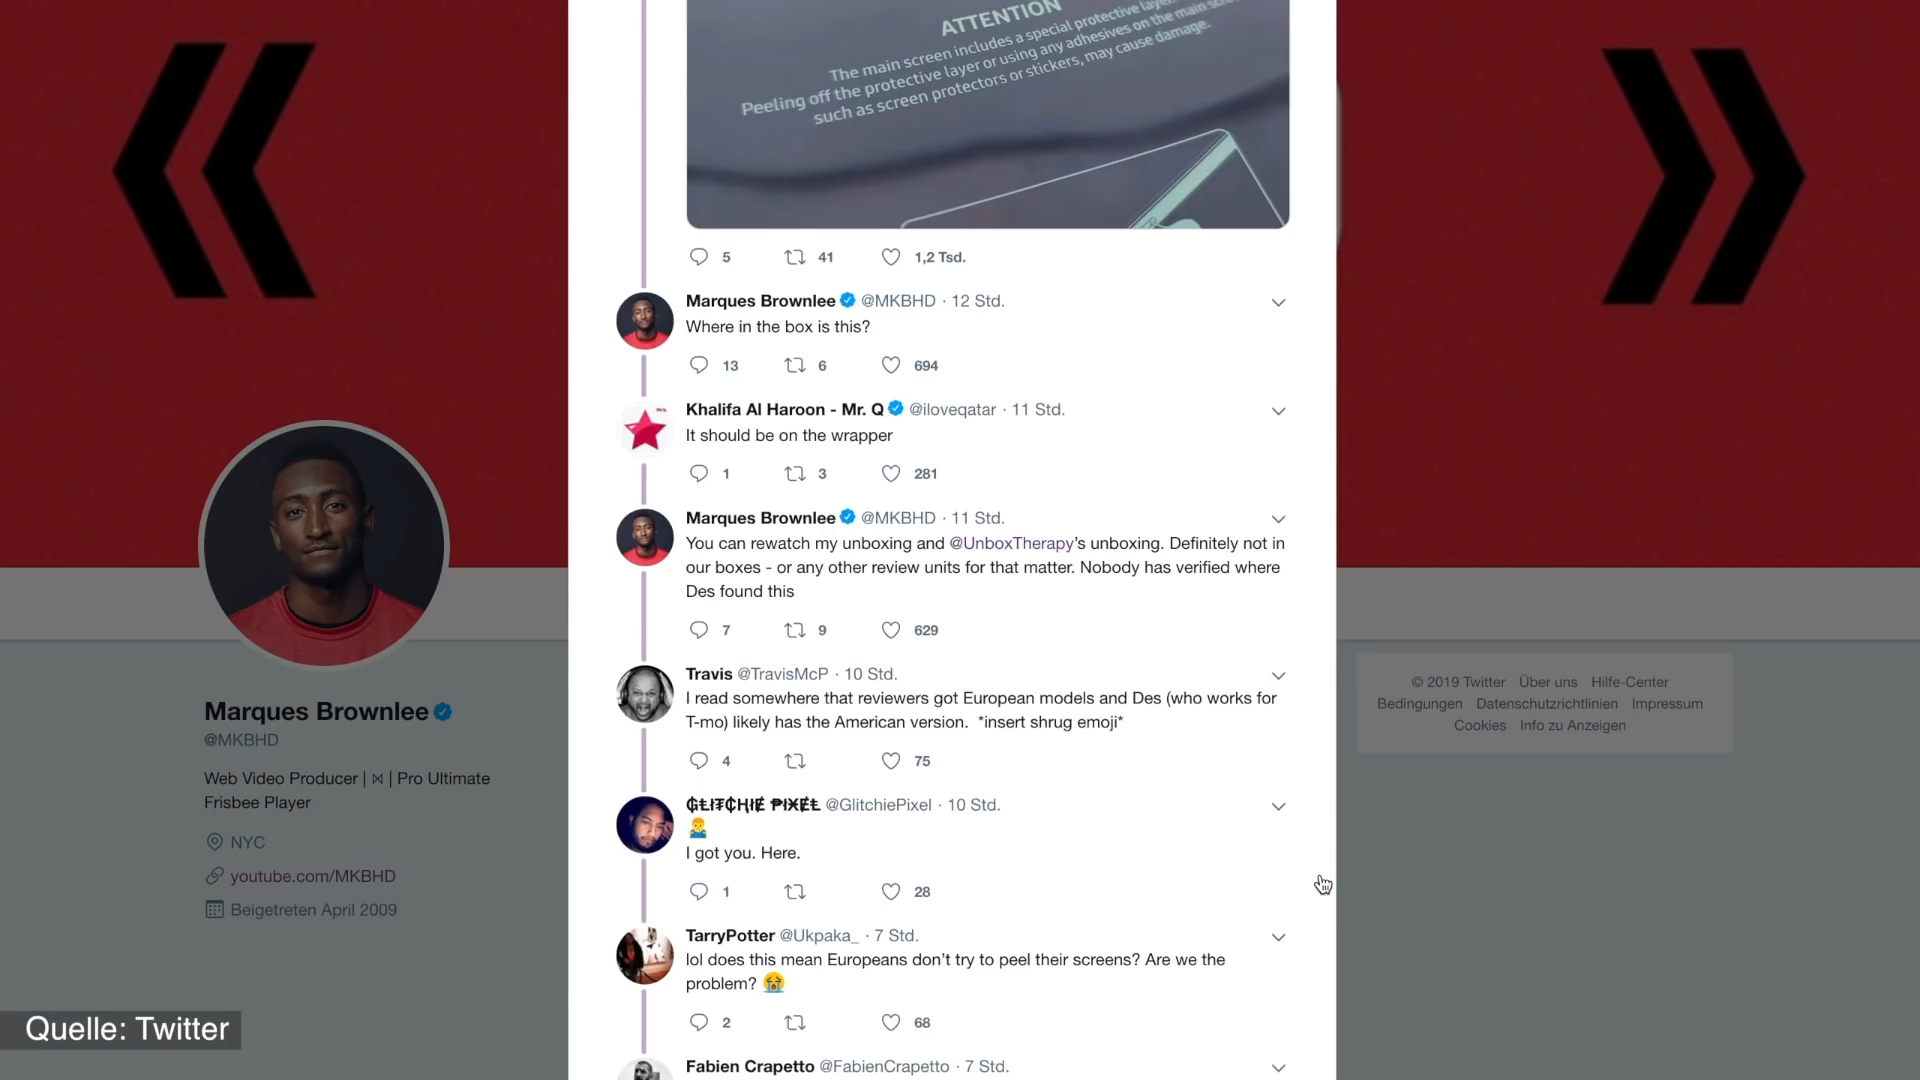 ATTENTION
The main screen includes a special protective layer.
Peeling off the protective layer or using any adhesives on the main
such as screen protectors or stickers, may cause damage.
5 41 1,2 Tsd.
Marques Brownlee @MKBHD · 12 Std.
Where in the box is this?
13 6 694
Khalifa Al Haroon - Mr. Q @iloveqatar · 11 Std.
It should be on the wrapper
1 3 281
Marques Brownlee @MKBHD · 11 Std.
You can rewatch my unboxing and @UnboxTherapy’s unboxing. Definitely not in
our boxes - or any other review units for that matter. Nobody has verified where
Des found this
7 9 629
Travis @TravisMcP · 10 Std.
I read somewhere that reviewers got European models and Des (who works for
T-mo) likely has the American version. *insert shrug emoji*
4 75
₲Ⱡł₮₵ⱧłɆ ₱łӾɆⱠ @GlitchiePixel · 10 Std.
🤷‍♂️
I got you. Here.
1 28
TarryPotter @Ukpaka_ · 7 Std.
lol does this mean Europeans don’t try to peel their screens? Are we the
problem? 😭
2 68
Fabien Crapetto @FabienCrapetto · 7 Std.
Marques Brownlee
@MKBHD
Web Video Producer | ⋈ | Pro Ultimate
Frisbee Player
NYC
youtube.com/MKBHD
Beigetreten April 2009
© 2019 Twitter Über uns Hilfe-Center
Bedingungen Datenschutzrichtlinien Impressum
Cookies Info zu Anzeigen
Quelle: Twitter